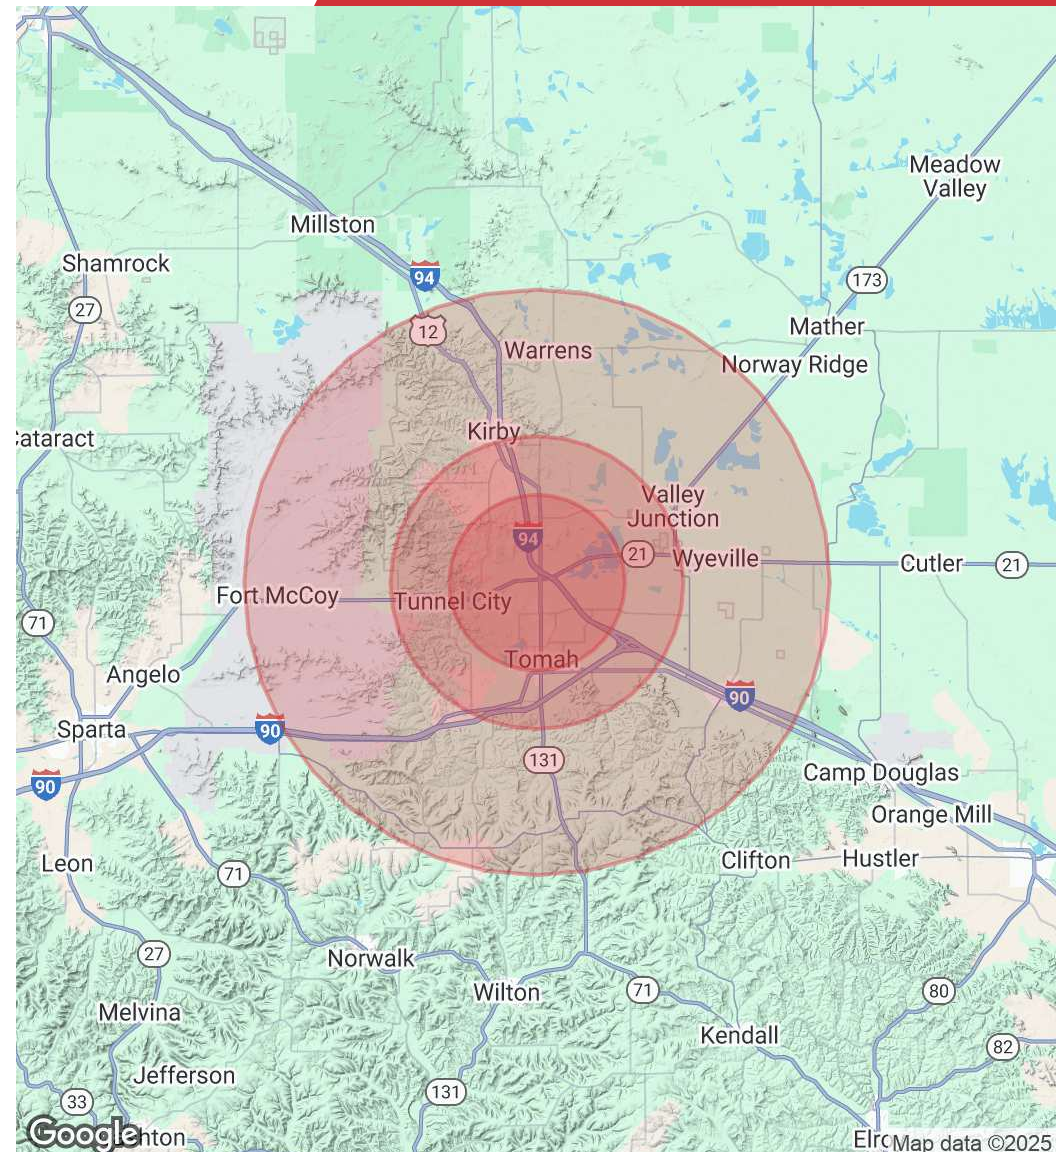 Meadow
Valley
Millston
Shamrock
94
173
27
12
Mather
Warrens
Norway Ridge
Kirby
Cataract
Valley
Junction
94
21
Wyeville
Cutler
21
Fort McCoy
Tunnel City
71
Tomah
Angelo
90
Sparta
90
131
90
Camp Douglas
Orange Mill
Leon
71
Clifton
Hustler
27
Norwalk
Wilton
71
80
Melvina
Kendall
82
Jefferson
131
33
Google
Map data ©2025